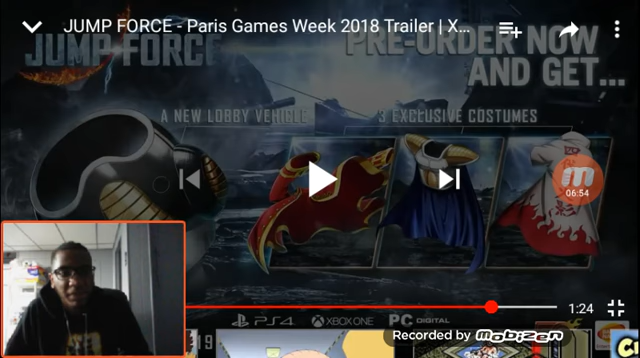 JUMP FORCE - Paris Games Week 2018 Trailer | X...
JUMP FORCE
PRE-ORDER NOW
AND GET...
A NEW LOBBY VEHICLE
3 EXCLUSIVE COSTUMES
06:54
1:24
PS4 XBOX ONE PC DIGITAL
Recorded by mobizen